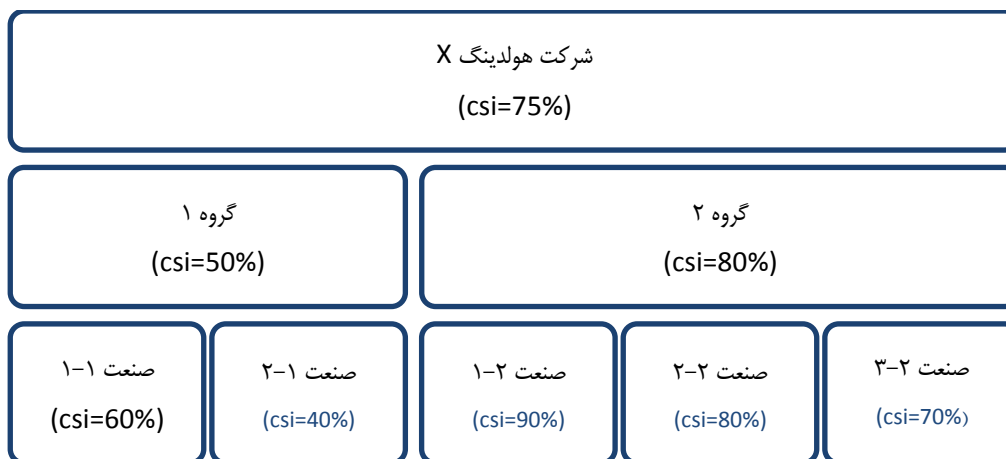 شرکت هولدینگ X
(csi=75%)
گروه ۱
(csi=50%)
گروه ۲
(csi=80%)
صنعت ۱–۱
(csi=60%)
صنعت ۱–۲
(csi=40%)
صنعت ۲–۱
(csi=90%)
صنعت ۲–۲
(csi=80%)
صنعت ۲–۳
(csi=70%)